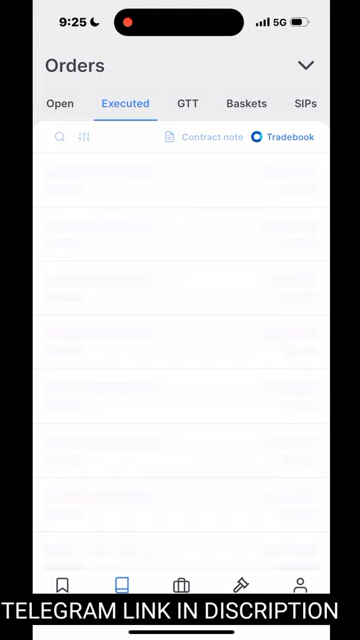 9:25 5G
Orders
Open Executed GTT Baskets SIPs
Contract note Tradebook
TELEGRAM LINK IN DISCRIPTION